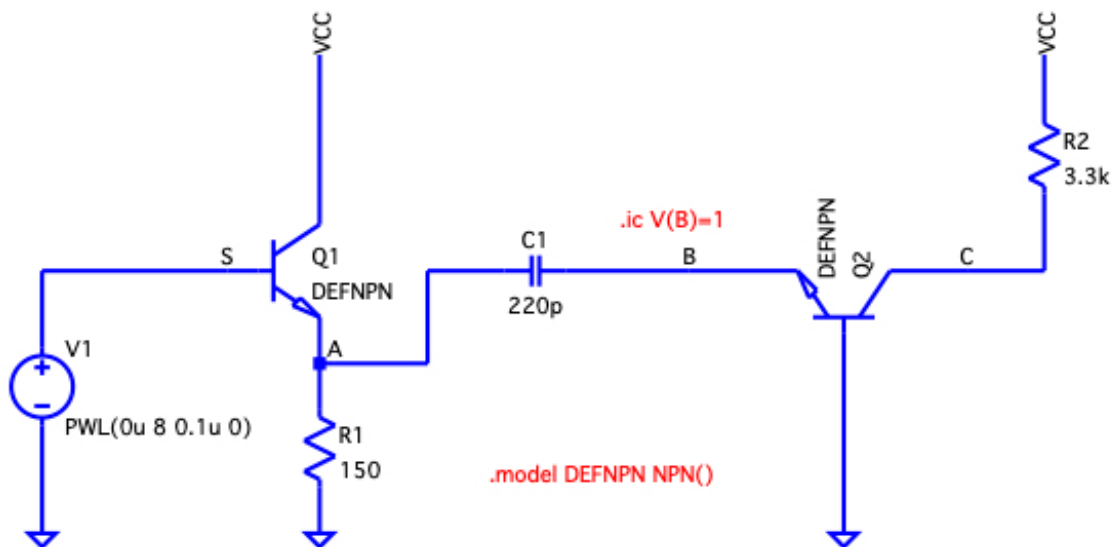 VCC
VCC
R2
3.3k
.ic V(B)=1
DEFNPN
Q2
C1
S
B
C
Q1
DEFNPN
220p
A
V1
PWL(0u 8 0.1u 0)
R1
150
.model DEFNPN NPN()